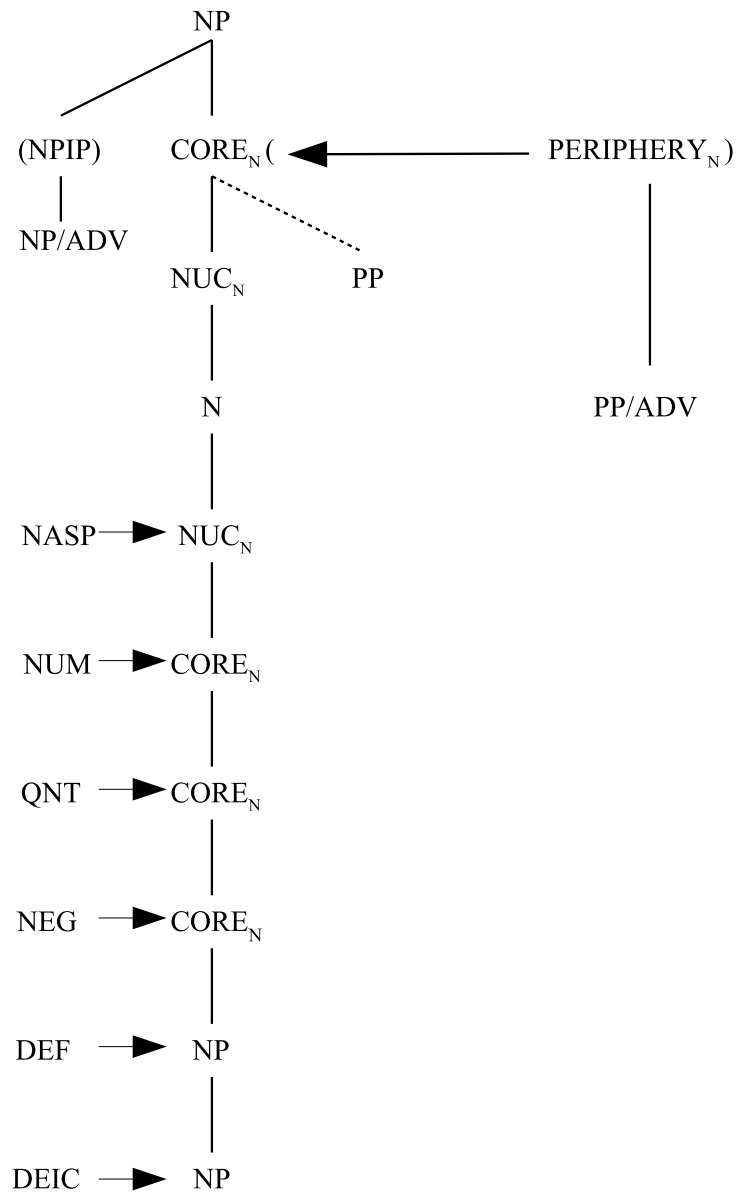 NP
(NPIP) CORE_N ( PERIPHERY_N )
NP/ADV
NUC_N PP
N PP/ADV
NASP NUC_N
NUM CORE_N
QNT CORE_N
NEG CORE_N
DEF NP
DEIC NP